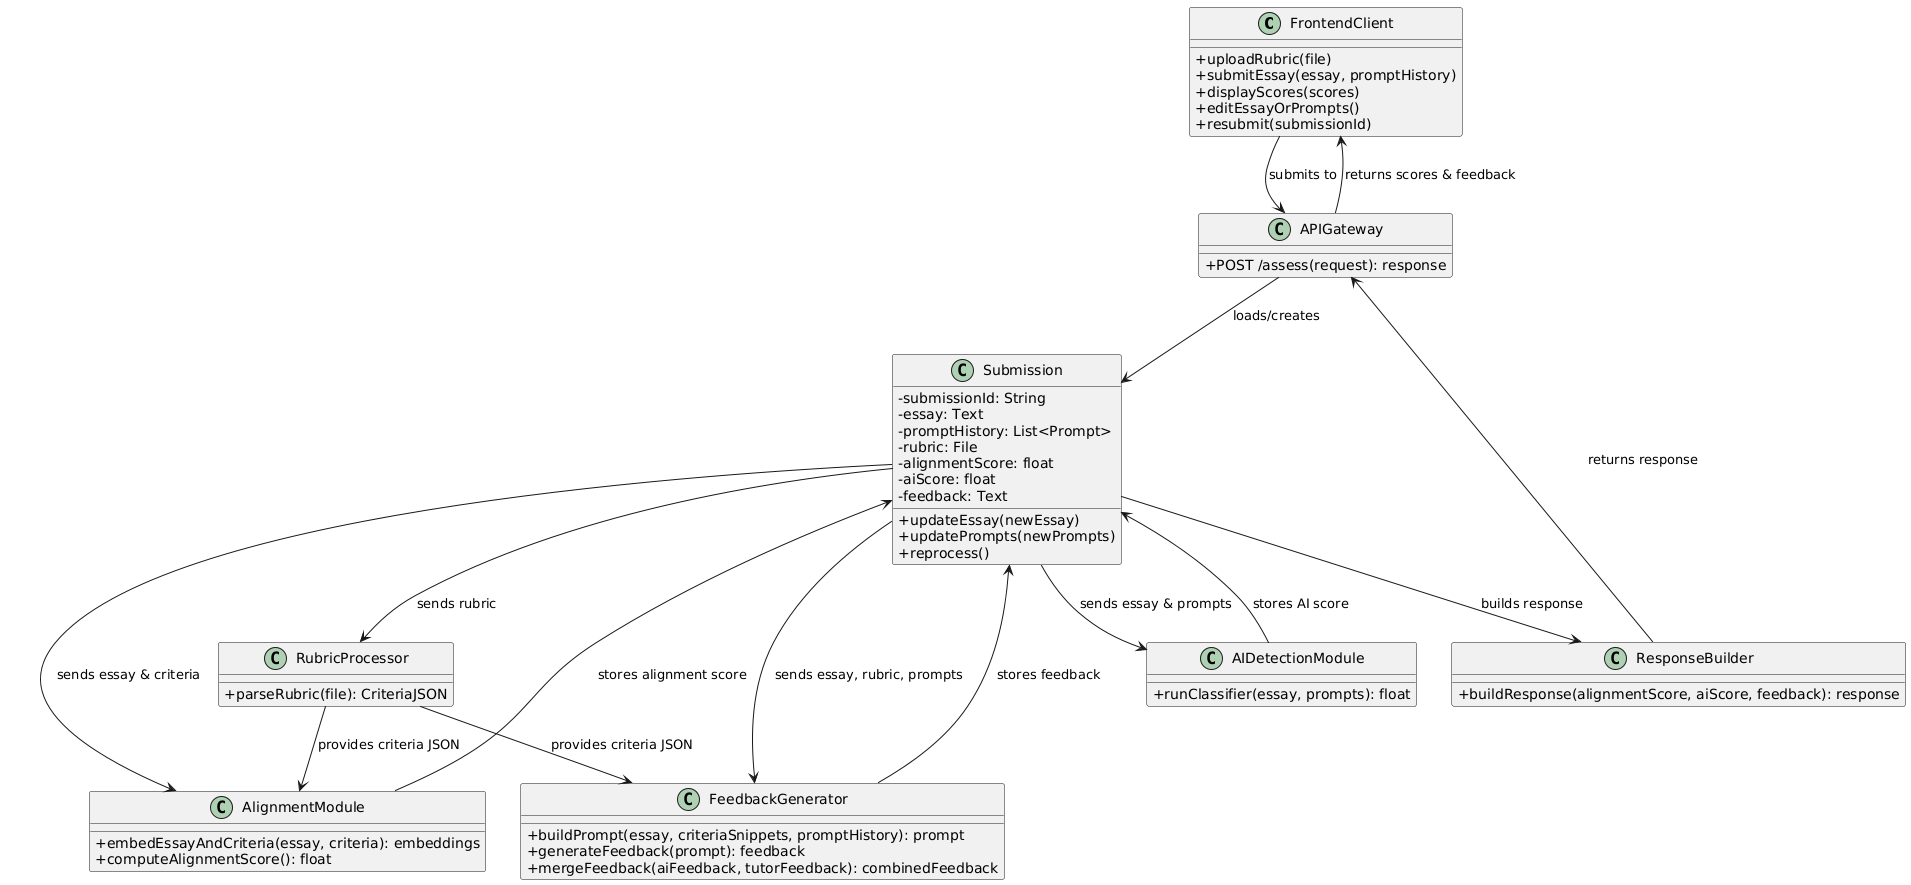 C FrontendClient
+uploadRubric(file)
+submitEssay(essay, promptHistory)
+displayScores(scores)
+editEssayOrPrompts()
+resubmit(submissionId)
submits to
returns scores & feedback
C APIGateway
+POST /assess(request): response
loads/creates
C Submission
-submissionId: String
-essay: Text
-promptHistory: List<Prompt>
-rubric: File
-alignmentScore: float
-aiScore: float
-feedback: Text
+updateEssay(newEssay)
+updatePrompts(newPrompts)
+reprocess()
returns response
sends rubric
sends essay & prompts
stores AI score
builds response
C RubricProcessor
+parseRubric(file): CriteriaJSON
C AIDetectionModule
+runClassifier(essay, prompts): float
C ResponseBuilder
+buildResponse(alignmentScore, aiScore, feedback): response
sends essay & criteria
stores alignment score
sends essay, rubric, prompts
stores feedback
provides criteria JSON
provides criteria JSON
C AlignmentModule
+embedEssayAndCriteria(essay, criteria): embeddings
+computeAlignmentScore(): float
C FeedbackGenerator
+buildPrompt(essay, criteriaSnippets, promptHistory): prompt
+generateFeedback(prompt): feedback
+mergeFeedback(aiFeedback, tutorFeedback): combinedFeedback